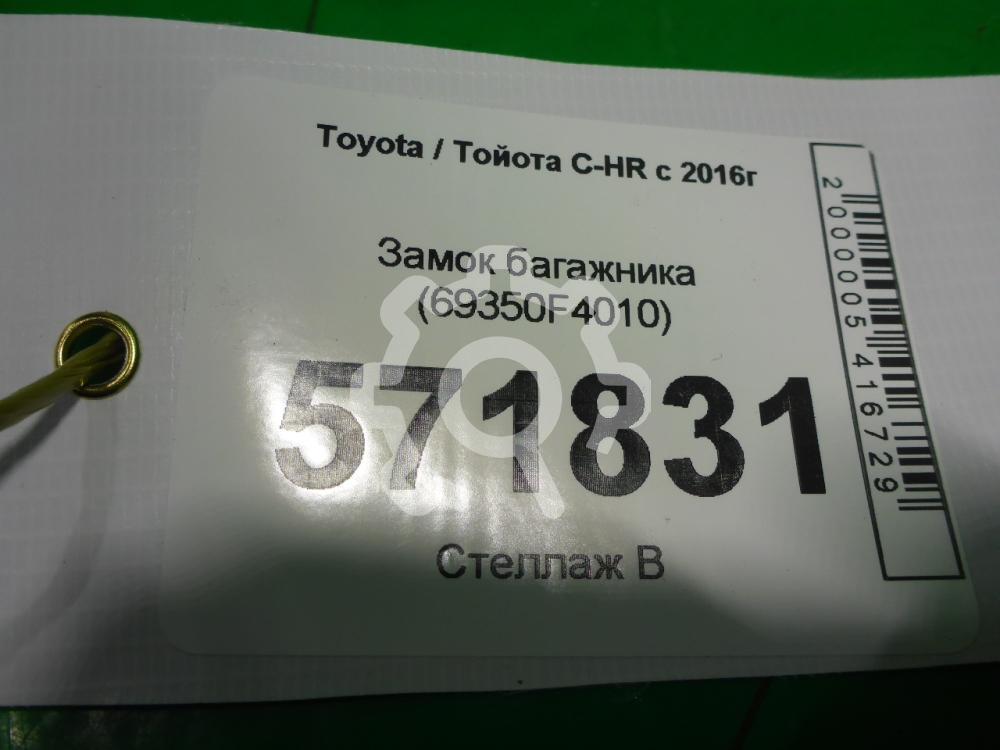 Toyota / Тойота C-HR с 2016г
Замок багажника
(69350F4010)
571831
Стеллаж В
2000005416729